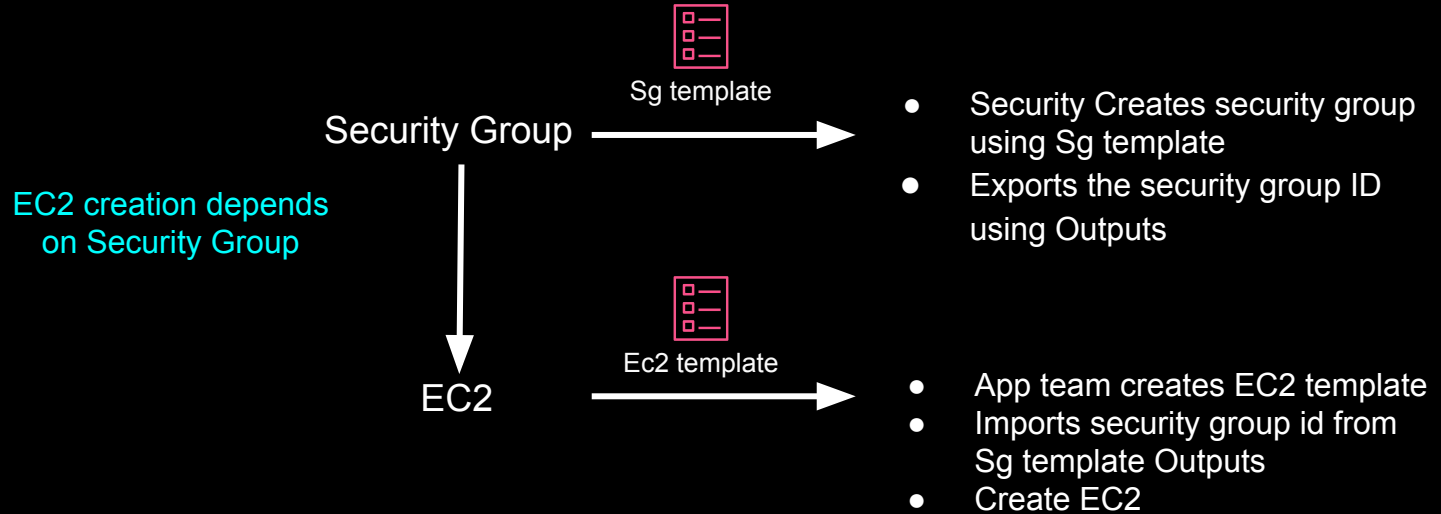 Sg template
Security Group
● Security Creates security group
using Sg template
● Exports the security group ID
using Outputs
EC2 creation depends
on Security Group
Ec2 template
EC2
● App team creates EC2 template
● Imports security group id from
Sg template Outputs
● Create EC2